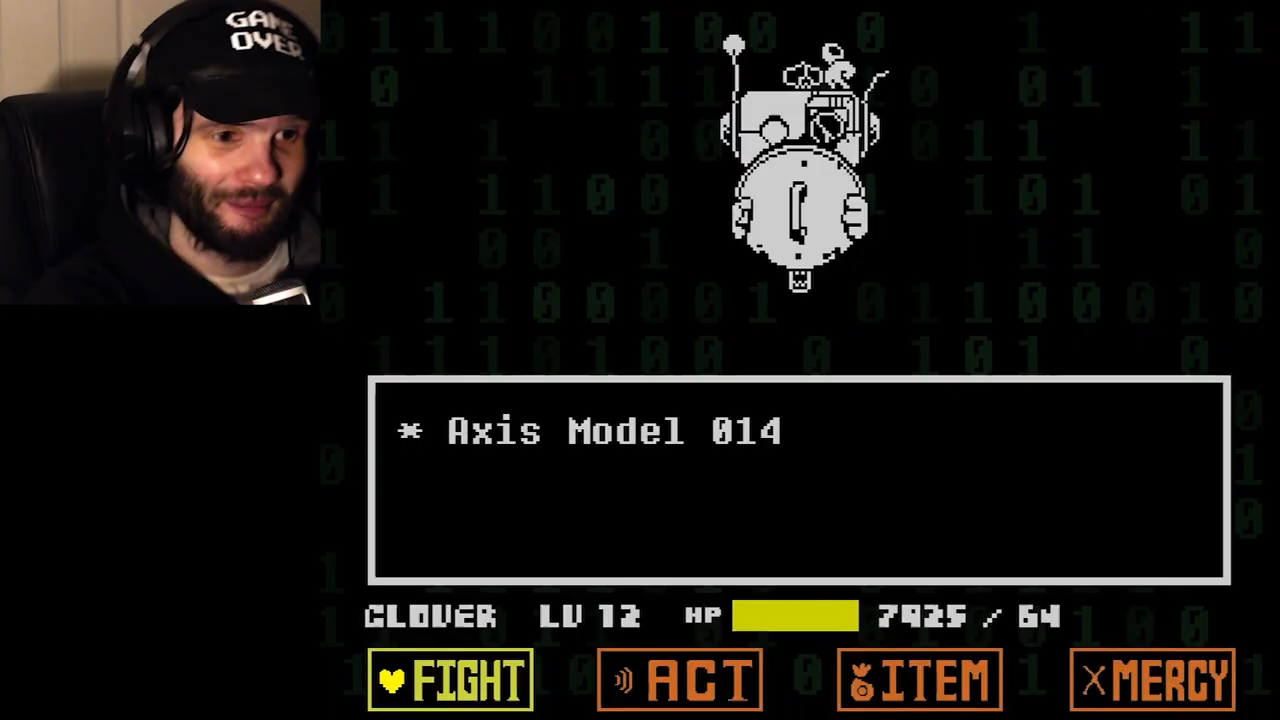 GAME
OVER
* Axis Model 014
CLOVER LV 12 HP 7925 / 64
FIGHT ACT ITEM MERCY